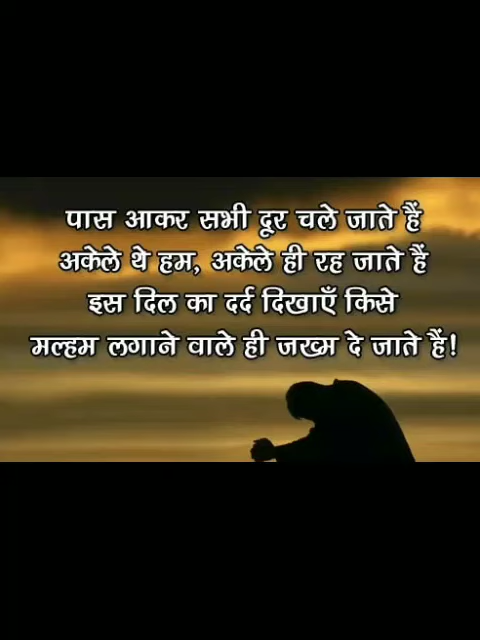 पास आकर सभी दूर चले जाते हैं
अकेले थे हम, अकेले ही रह जाते हैं
इस दिल का दर्द दिखाएँ किसे
मल्हम लगाने वाले ही जख्म दे जाते हैं!